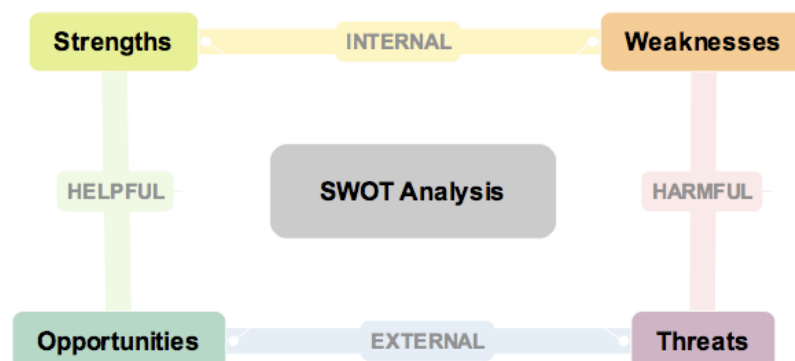 Strengths
INTERNAL
Weaknesses
HELPFUL
SWOT Analysis
HARMFUL
Opportunities
EXTERNAL
Threats